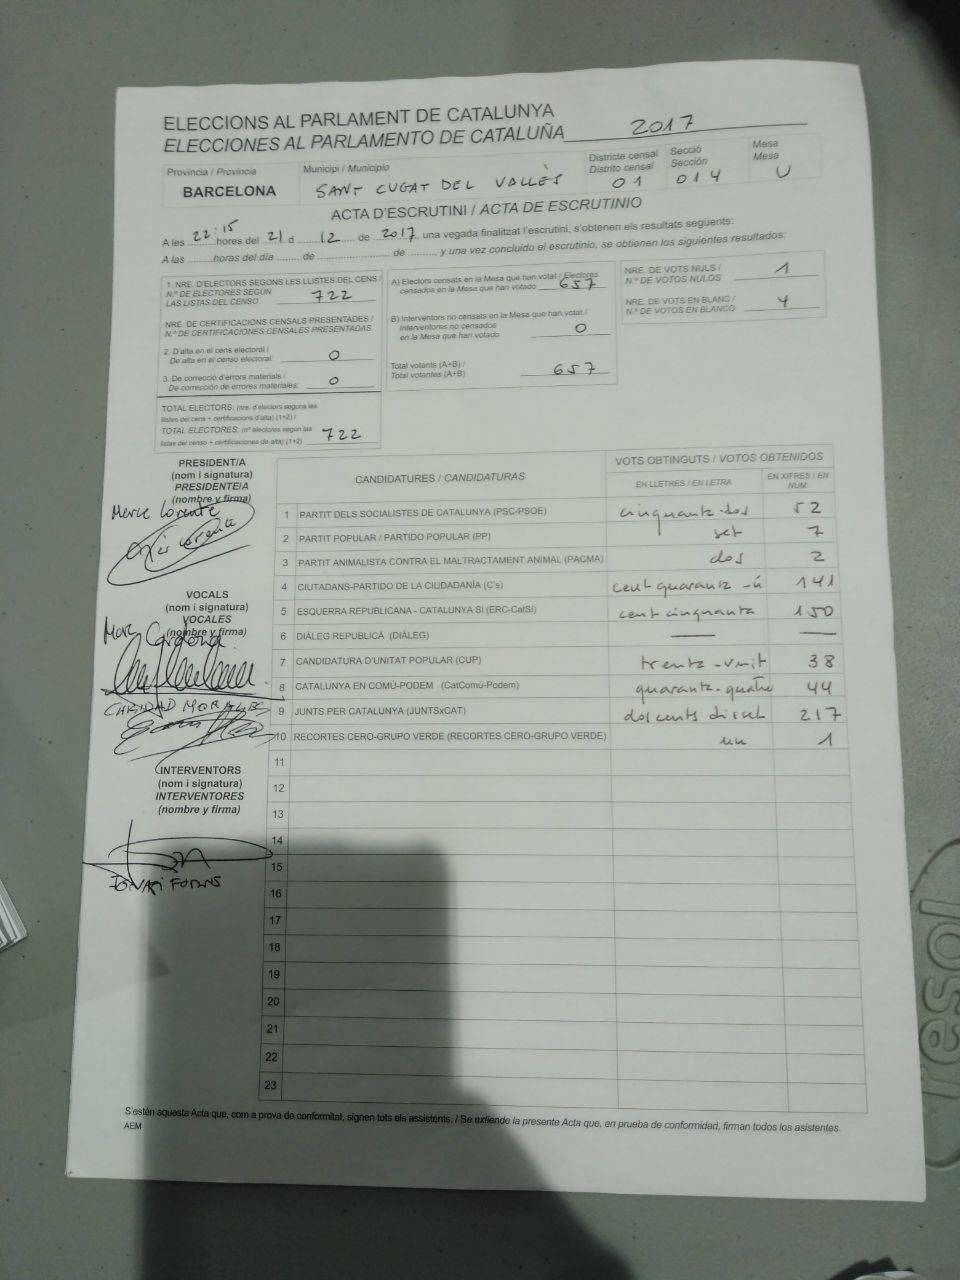 ELECCIONS AL PARLAMENT DE CATALUNYA
ELECCIONES AL PARLAMENTO DE CATALUÑA 2017
Província / Provincia
BARCELONA
Municipi / Municipio
SANT CUGAT DEL VALLÈS
Districte censal
Distrito censal
01
Secció
Sección
014
Mesa
Mesa
U
ACTA D'ESCRUTINI / ACTA DE ESCRUTINIO
A les 22:15 hores del 21 d 12 de 2017, una vegada finalitzat l'escrutini, s'obtenen els resultats següents:
A las ........ horas del día ........ de ........ de ........, y una vez concluido el escrutinio, se obtienen los siguientes resultados:
1. NRE. D'ELECTORS SEGONS LES LLISTES DEL CENS /
N.º DE ELECTORES SEGÚN
LAS LISTAS DEL CENSO 722
NRE. DE CERTIFICACIONS CENSALS PRESENTADES /
N.º DE CERTIFICACIONES CENSALES PRESENTADAS
2. D'alta en el cens electoral /
De alta en el censo electoral: 0
3. De correcció d'errors materials /
De corrección de errores materiales: 0
TOTAL ELECTORS: (nre. d'electors segons les
llistes del cens + certificacions d'alta) (1+2) /
TOTAL ELECTORES: (nº electores según las
listas del censo + certificaciones de alta) (1+2) 722
A) Electors censats en la Mesa que han votat / Electores
censados en la Mesa que han votado 657
B) Interventors no censats en la Mesa que han votat /
Interventores no censados
en la Mesa que han votado 0
Total votants (A+B) /
Total votantes (A+B) 657
NRE. DE VOTS NULS /
N.º DE VOTOS NULOS 1
NRE. DE VOTS EN BLANC /
N.º DE VOTOS EN BLANCO 4
PRESIDENT/A
(nom i signatura)
PRESIDENTE/A
(nombre y firma)
Merce Lorente
VOCALS
(nom i signatura)
VOCALES
(nombre y firma)
Marc Cardona
CARIDAD MORALES
INTERVENTORS
(nom i signatura)
INTERVENTORES
(nombre y firma)
CANDIDATURES / CANDIDATURAS
VOTS OBTINGUTS / VOTOS OBTENIDOS
EN LLETRES / EN LETRA
EN XIFRES / EN NÚM.
1 PARTIT DELS SOCIALISTES DE CATALUNYA (PSC-PSOE) cinquanta-dos 52
2 PARTIT POPULAR / PARTIDO POPULAR (PP) set 7
3 PARTIT ANIMALISTA CONTRA EL MALTRACTAMENT ANIMAL (PACMA) dos 2
4 CIUTADANS-PARTIDO DE LA CIUDADANÍA (C's) cent quaranta-ú 141
5 ESQUERRA REPUBLICANA - CATALUNYA SI (ERC-CatSí) cent cinquanta 150
6 DIÀLEG REPUBLICÀ (DIÀLEG) — —
7 CANDIDATURA D'UNITAT POPULAR (CUP) trenta-vuit 38
8 CATALUNYA EN COMÚ-PODEM (CatComú-Podem) quaranta-quatre 44
9 JUNTS PER CATALUNYA (JUNTSxCAT) doscents disset 217
10 RECORTES CERO-GRUPO VERDE (RECORTES CERO-GRUPO VERDE) un 1
11
12
13
14
15
16
17
18
19
20
21
22
23
S'estén aquesta Acta que, com a prova de conformitat, signen tots els assistents. / Se extiende la presente Acta que, en prueba de conformidad, firman todos los asistentes.
AEM
resol